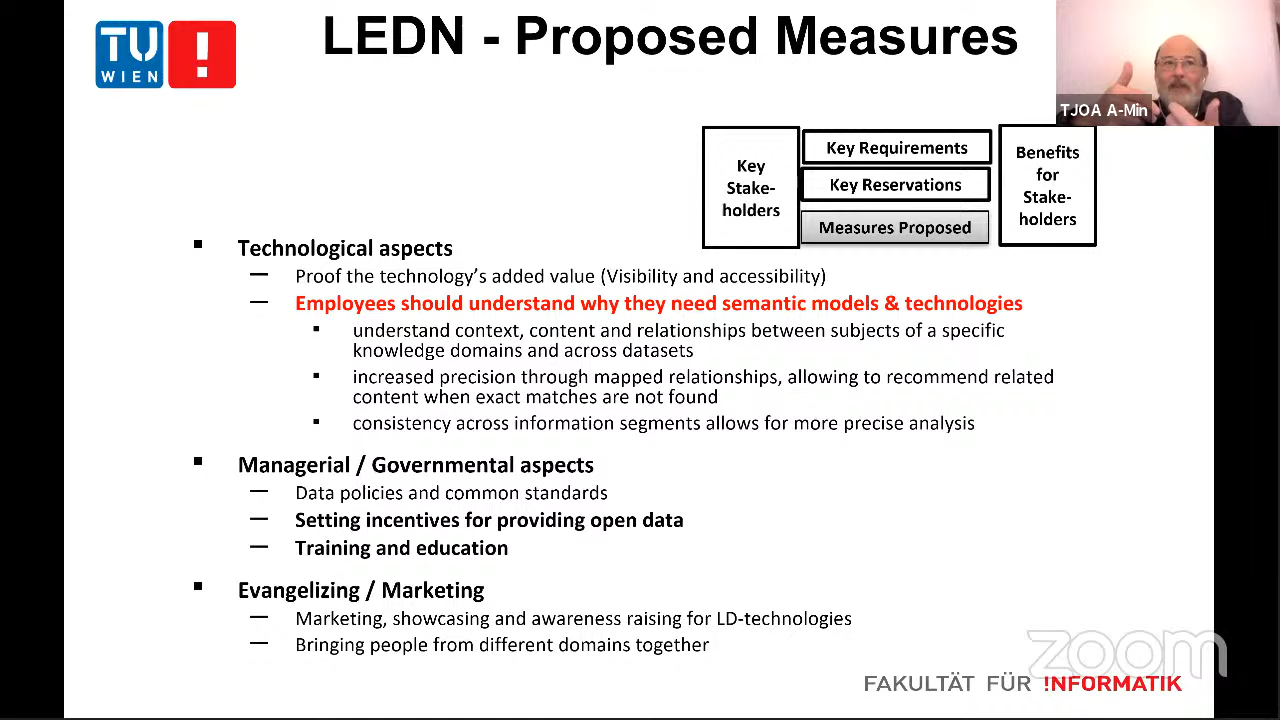 LEDN - Proposed Measures
TU
WIEN
!
TJOA A-Min
Key
Stake-
holders
Key Requirements
Key Reservations
Measures Proposed
Benefits
for
Stake-
holders
▪ Technological aspects
— Proof the technology's added value (Visibility and accessibility)
— Employees should understand why they need semantic models & technologies
▪ understand context, content and relationships between subjects of a specific
knowledge domains and across datasets
▪ increased precision through mapped relationships, allowing to recommend related
content when exact matches are not found
▪ consistency across information segments allows for more precise analysis
▪ Managerial / Governmental aspects
— Data policies and common standards
— Setting incentives for providing open data
— Training and education
▪ Evangelizing / Marketing
— Marketing, showcasing and awareness raising for LD-technologies
— Bringing people from different domains together
zoom
FAKULTÄT FÜR !NFORMATIK